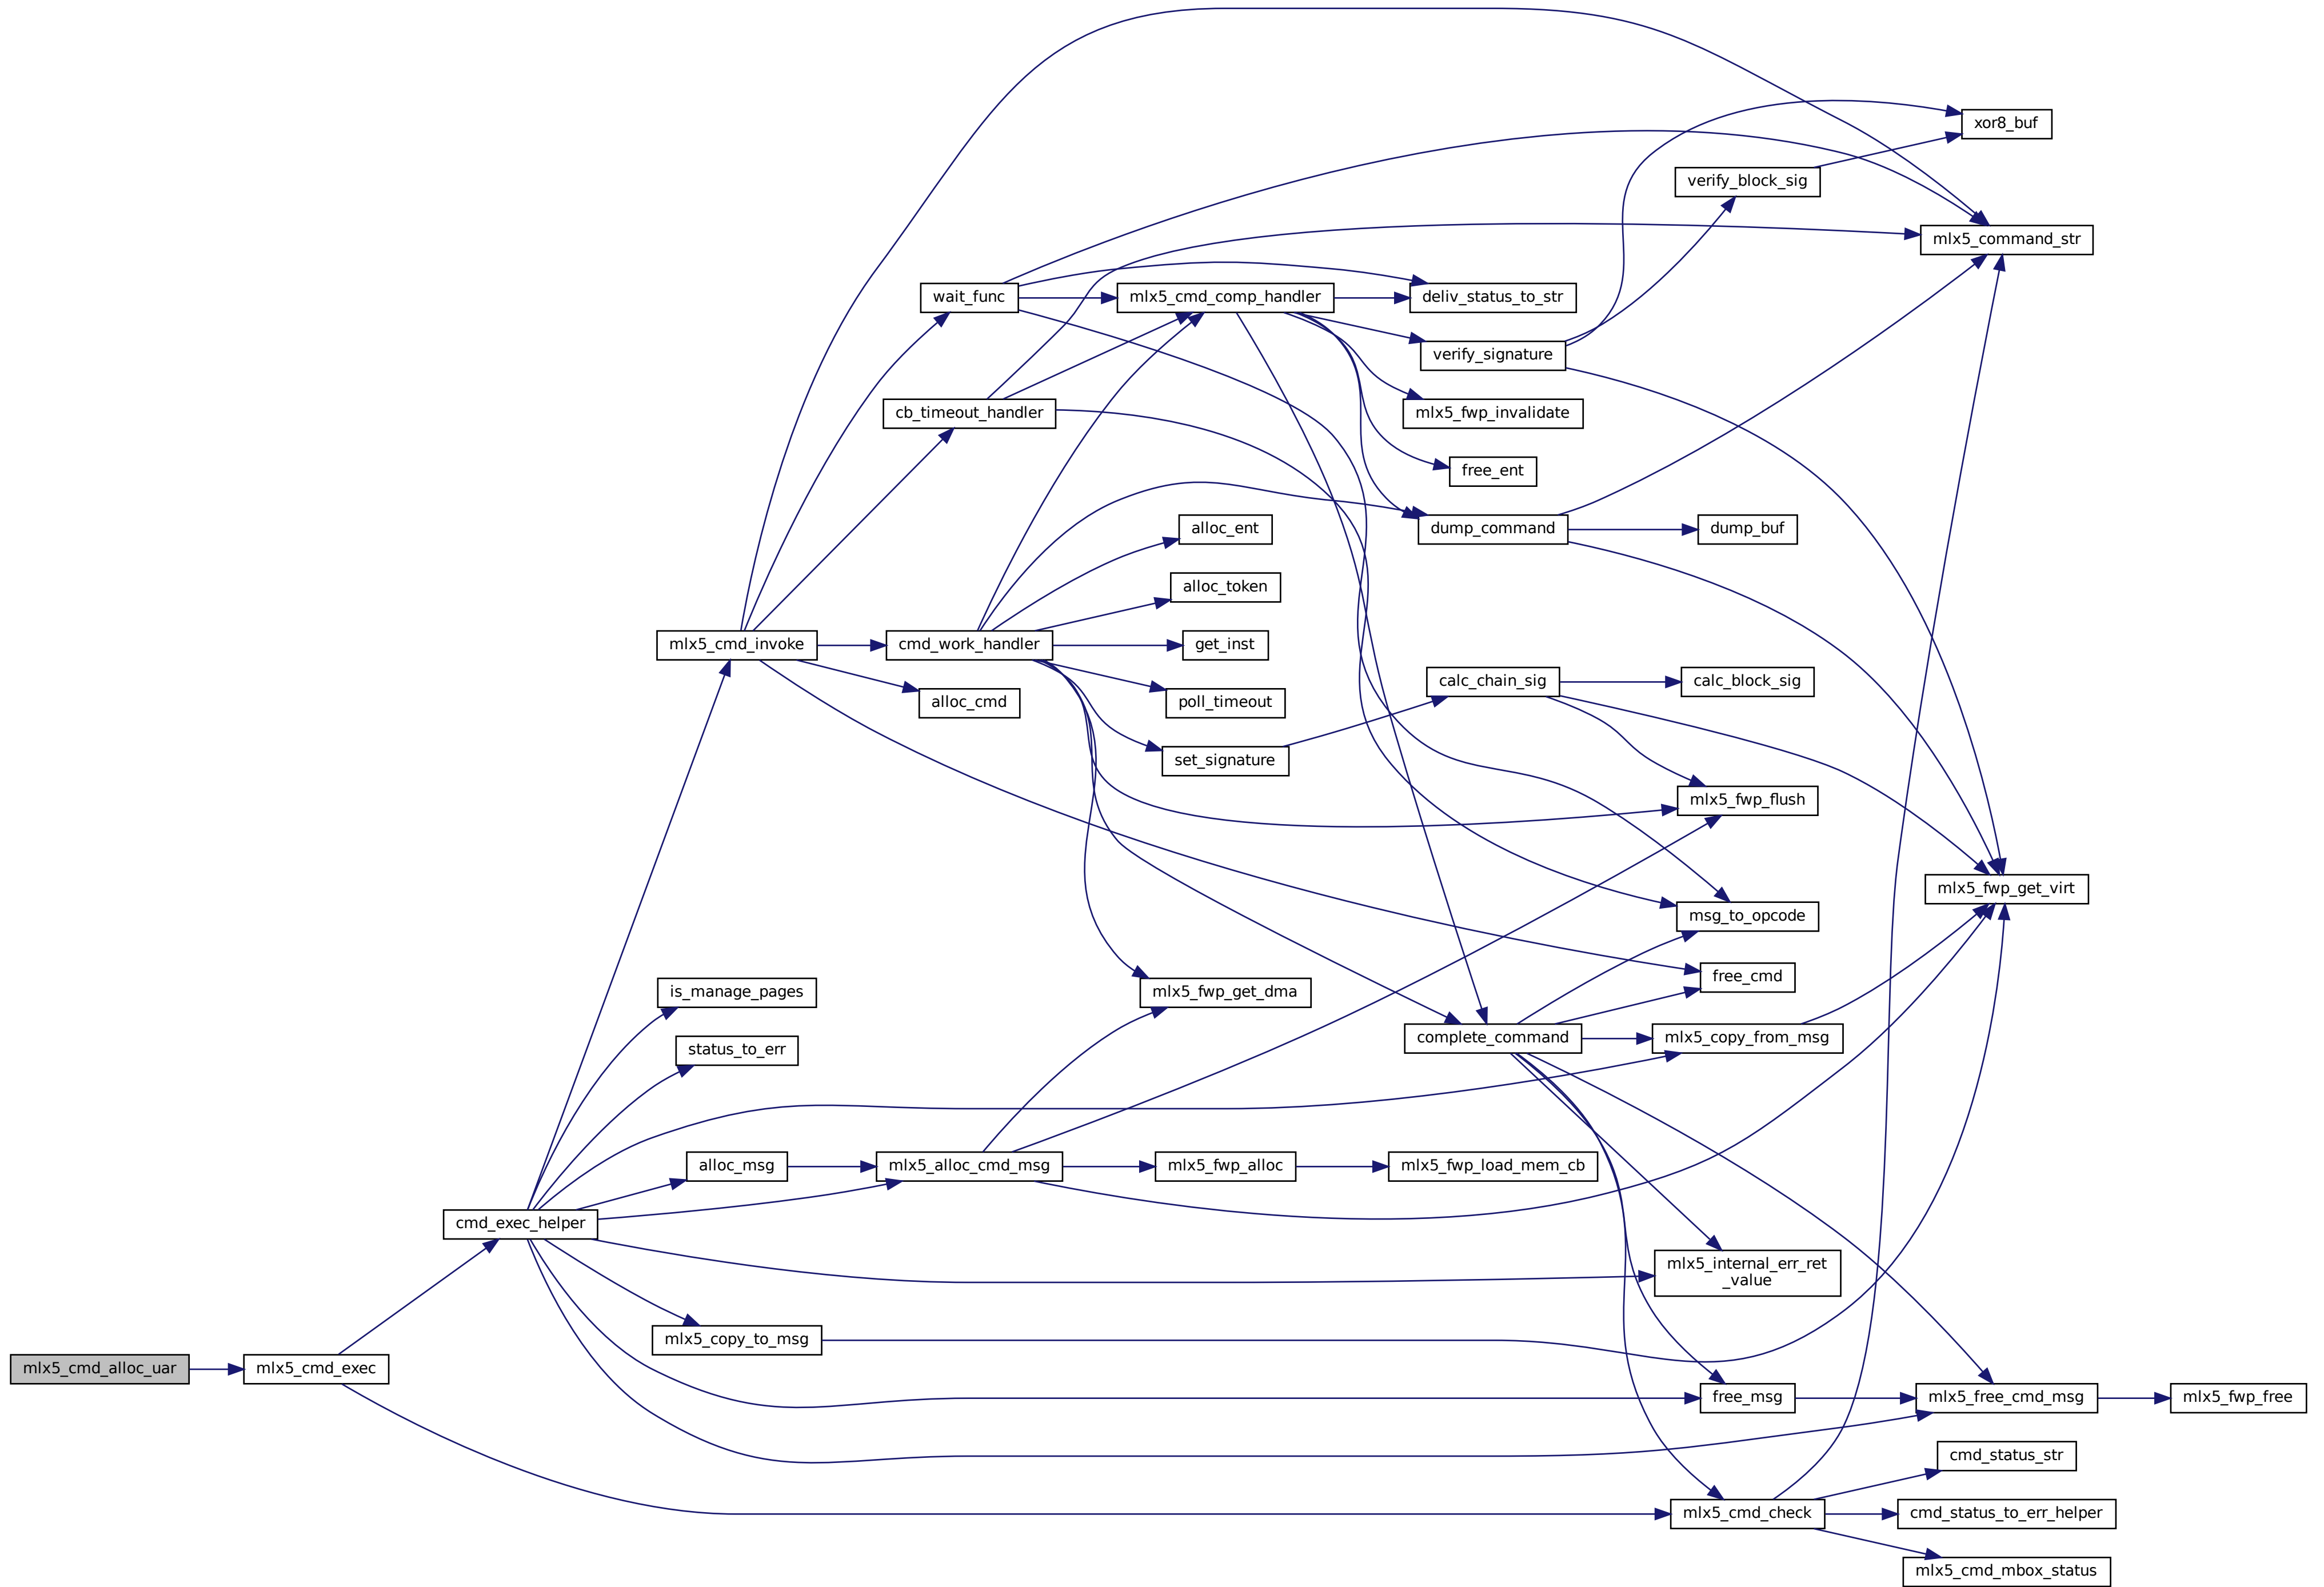 xor8_buf
verify_block_sig
mlx5_command_str
wait_func
mlx5_cmd_comp_handler
deliv_status_to_str
verify_signature
cb_timeout_handler
mlx5_fwp_invalidate
free_ent
alloc_ent
dump_command
dump_buf
alloc_token
mlx5_cmd_invoke
cmd_work_handler
get_inst
calc_chain_sig
calc_block_sig
alloc_cmd
poll_timeout
set_signature
mlx5_fwp_flush
mlx5_fwp_get_virt
msg_to_opcode
is_manage_pages
mlx5_fwp_get_dma
free_cmd
status_to_err
complete_command
mlx5_copy_from_msg
alloc_msg
mlx5_alloc_cmd_msg
mlx5_fwp_alloc
mlx5_fwp_load_mem_cb
cmd_exec_helper
mlx5_internal_err_ret
_value
mlx5_copy_to_msg
mlx5_cmd_alloc_uar
mlx5_cmd_exec
free_msg
mlx5_free_cmd_msg
mlx5_fwp_free
cmd_status_str
mlx5_cmd_check
cmd_status_to_err_helper
mlx5_cmd_mbox_status